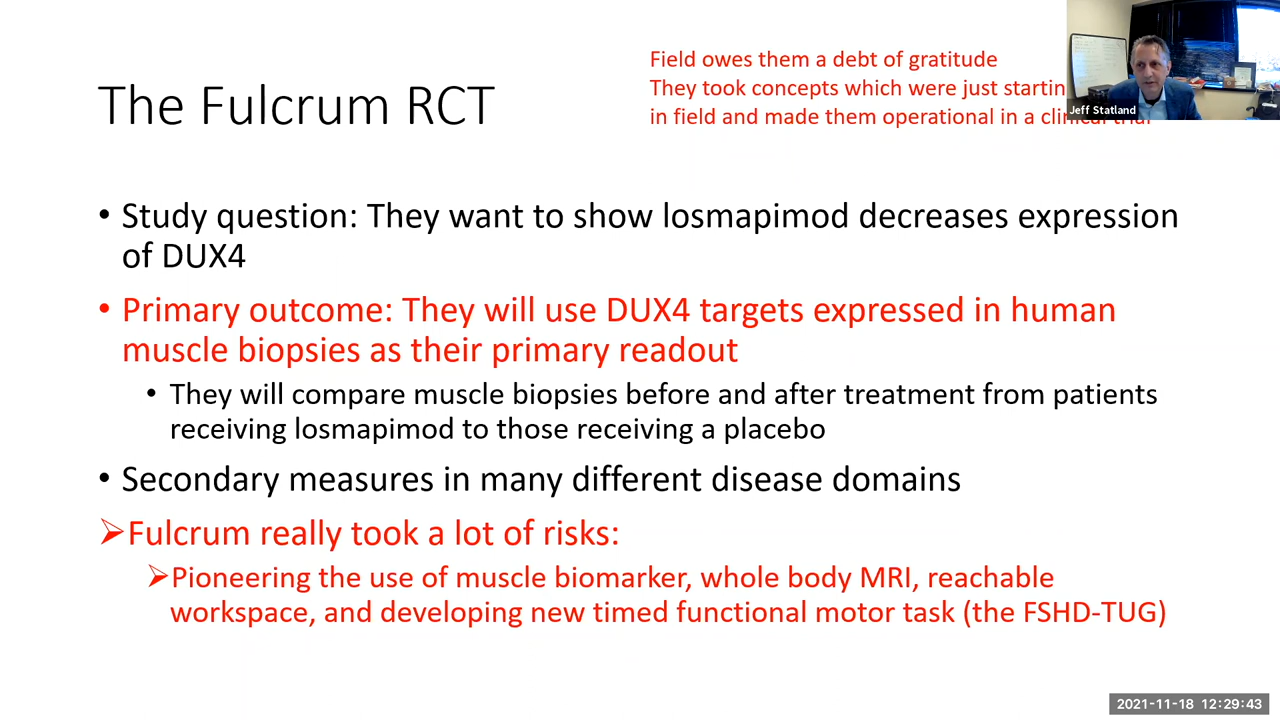 Field owes them a debt of gratitude
They took concepts which were just startin
in field and made them operational in a clinical trial
Jeff Statland
The Fulcrum RCT
• Study question: They want to show losmapimod decreases expression
of DUX4
• Primary outcome: They will use DUX4 targets expressed in human
muscle biopsies as their primary readout
• They will compare muscle biopsies before and after treatment from patients
receiving losmapimod to those receiving a placebo
• Secondary measures in many different disease domains
➢Fulcrum really took a lot of risks:
➢Pioneering the use of muscle biomarker, whole body MRI, reachable
workspace, and developing new timed functional motor task (the FSHD-TUG)
2021-11-18 12:29:43